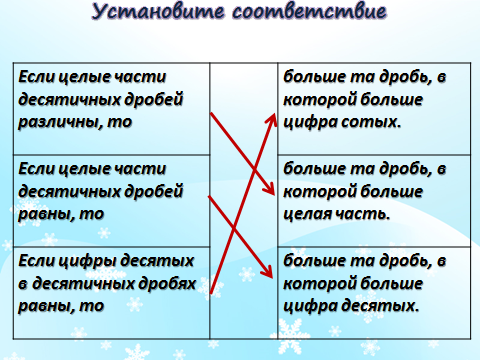 Установите соответствие
Если целые части
десятичных дробей
различны, то
больше та дробь, в
которой больше
цифра сотых.
Если целые части
десятичных дробей
равны, то
больше та дробь, в
которой больше
целая часть.
Если цифры десятых
в десятичных дробях
равны, то
больше та дробь, в
которой больше
цифра десятых.